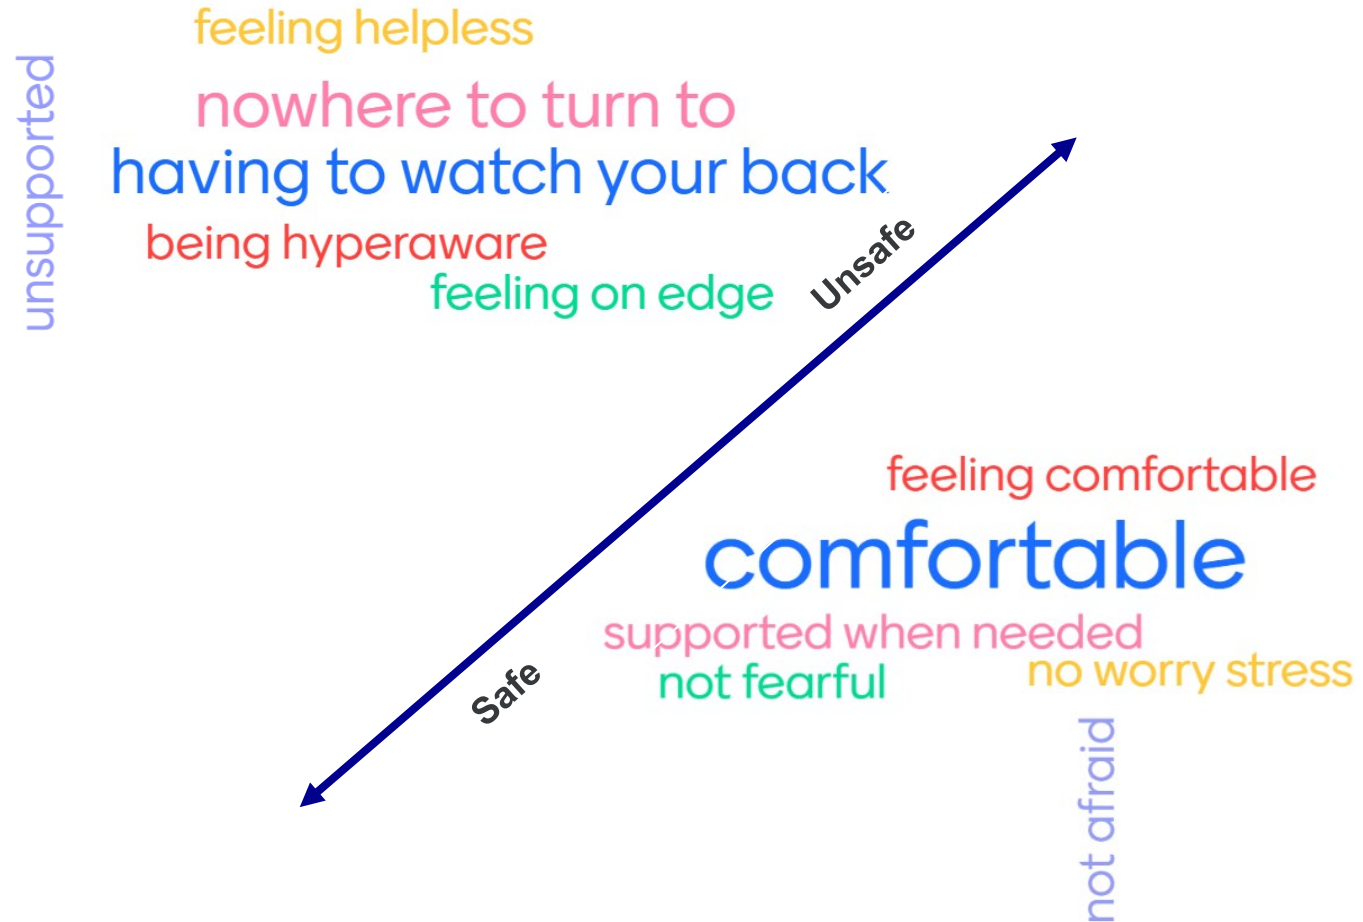 feeling helpless
unsupported
nowhere to turn to
having to watch your back
being hyperaware
feeling on edge
Unsafe
feeling comfortable
comfortable
supported when needed
not fearful
no worry stress
Safe
not afraid